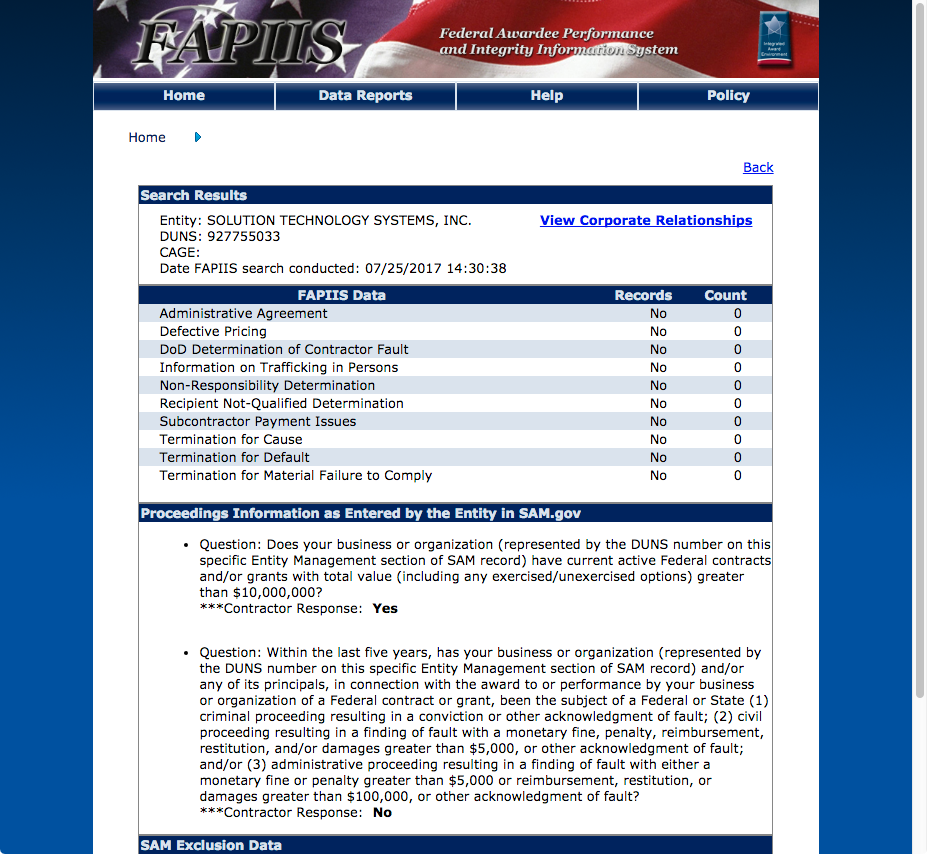 FAPIIS
Federal Awardee Performance
and Integrity Information System
Integrated
Award
Environment
Home Data Reports Help Policy
Home
Back
Search Results
Entity: SOLUTION TECHNOLOGY SYSTEMS, INC. View Corporate Relationships
DUNS: 927755033
CAGE:
Date FAPIIS search conducted: 07/25/2017 14:30:38
FAPIIS Data Records Count
Administrative Agreement No 0
Defective Pricing No 0
DoD Determination of Contractor Fault No 0
Information on Trafficking in Persons No 0
Non-Responsibility Determination No 0
Recipient Not-Qualified Determination No 0
Subcontractor Payment Issues No 0
Termination for Cause No 0
Termination for Default No 0
Termination for Material Failure to Comply No 0
Proceedings Information as Entered by the Entity in SAM.gov
• Question: Does your business or organization (represented by the DUNS number on this
specific Entity Management section of SAM record) have current active Federal contracts
and/or grants with total value (including any exercised/unexercised options) greater
than $10,000,000?
***Contractor Response: Yes
• Question: Within the last five years, has your business or organization (represented by
the DUNS number on this specific Entity Management section of SAM record) and/or
any of its principals, in connection with the award to or performance by your business
or organization of a Federal contract or grant, been the subject of a Federal or State (1)
criminal proceeding resulting in a conviction or other acknowledgment of fault; (2) civil
proceeding resulting in a finding of fault with a monetary fine, penalty, reimbursement,
restitution, and/or damages greater than $5,000, or other acknowledgment of fault;
and/or (3) administrative proceeding resulting in a finding of fault with either a
monetary fine or penalty greater than $5,000 or reimbursement, restitution, or
damages greater than $100,000, or other acknowledgment of fault?
***Contractor Response: No
SAM Exclusion Data